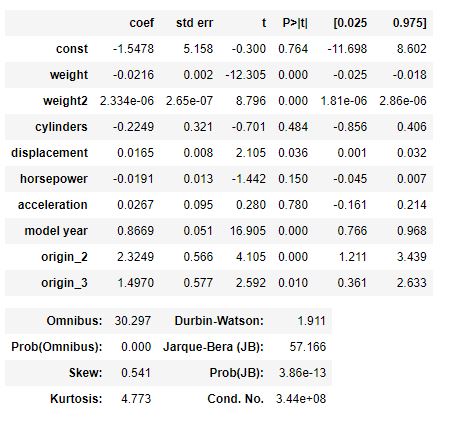 coef std err t P>|t| [0.025 0.975]
const -1.5478 5.158 -0.300 0.764 -11.698 8.602
weight -0.0216 0.002 -12.305 0.000 -0.025 -0.018
weight2 2.334e-06 2.65e-07 8.796 0.000 1.81e-06 2.86e-06
cylinders -0.2249 0.321 -0.701 0.484 -0.856 0.406
displacement 0.0165 0.008 2.105 0.036 0.001 0.032
horsepower -0.0191 0.013 -1.442 0.150 -0.045 0.007
acceleration 0.0267 0.095 0.280 0.780 -0.161 0.214
model year 0.8669 0.051 16.905 0.000 0.766 0.968
origin_2 2.3249 0.566 4.105 0.000 1.211 3.439
origin_3 1.4970 0.577 2.592 0.010 0.361 2.633
Omnibus: 30.297 Durbin-Watson: 1.911
Prob(Omnibus): 0.000 Jarque-Bera (JB): 57.166
Skew: 0.541 Prob(JB): 3.86e-13
Kurtosis: 4.773 Cond. No. 3.44e+08